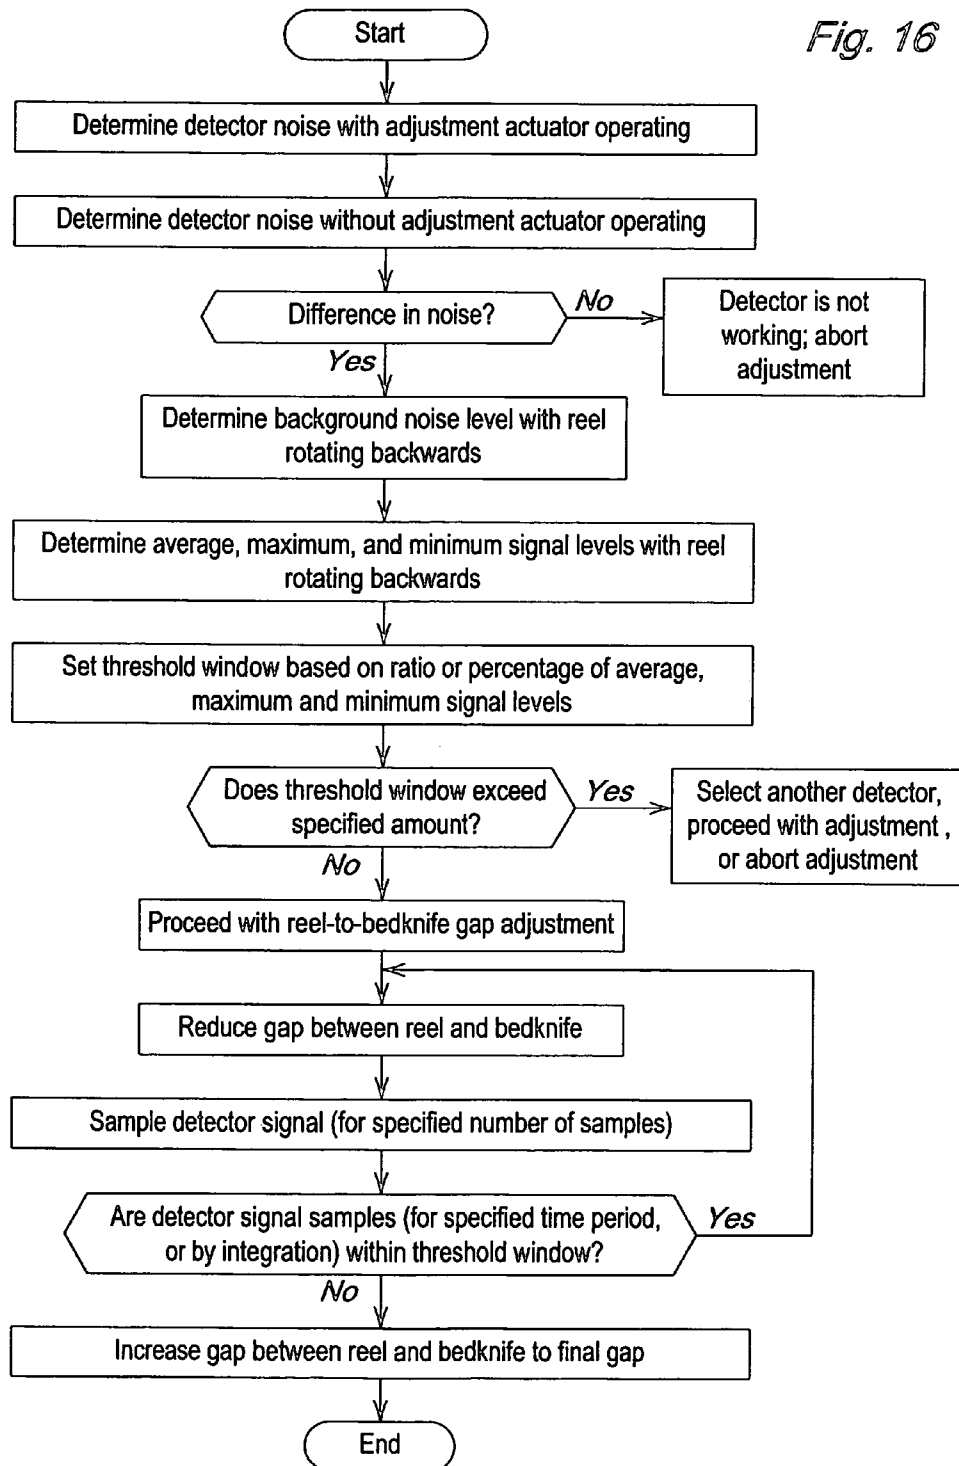 Fig. 16
Start
Determine detector noise with adjustment actuator operating
Determine detector noise without adjustment actuator operating
Difference in noise?
No
Detector is not
working; abort
adjustment
Yes
Determine background noise level with reel
rotating backwards
Determine average, maximum, and minimum signal levels with reel
rotating backwards
Set threshold window based on ratio or percentage of average,
maximum and minimum signal levels
Does threshold window exceed
specified amount?
Yes
Select another detector,
proceed with adjustment ,
or abort adjustment
No
Proceed with reel-to-bedknife gap adjustment
Reduce gap between reel and bedknife
Sample detector signal (for specified number of samples)
Are detector signal samples (for specified time period,
or by integration) within threshold window?
Yes
No
Increase gap between reel and bedknife to final gap
End